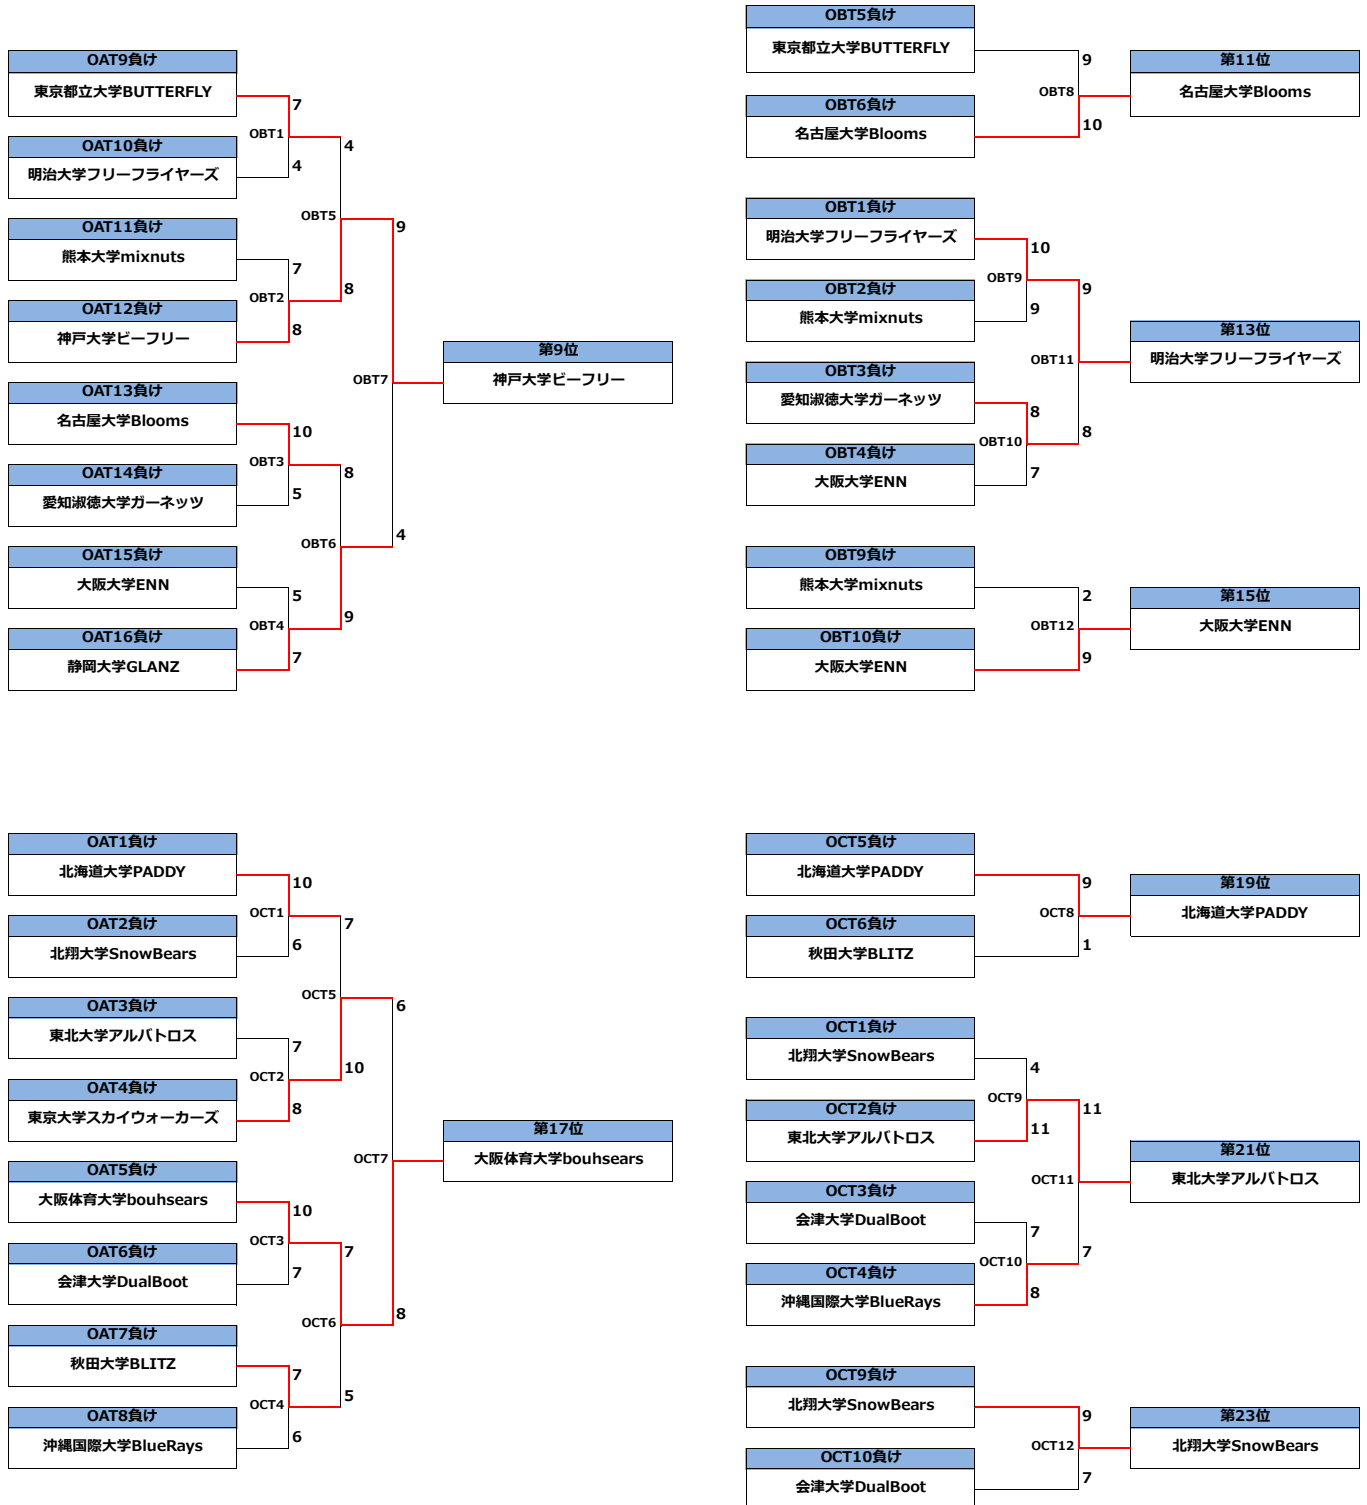 OAT9負け
東京都立大学BUTTERFLY
7
OBT1
4
OAT10負け
4
明治大学フリーフライヤーズ
OAT11負け
OBT5
9
熊本大学mixnuts
7
OBT2
8
OAT12負け
8
神戸大学ビーフリー
第9位
OBT7
神戸大学ビーフリー
OAT13負け
名古屋大学Blooms
10
OBT3
8
OAT14負け
5
愛知淑徳大学ガーネッツ
OBT6
4
OAT15負け
大阪大学ENN
5
OBT4
9
OAT16負け
7
静岡大学GLANZ
OBT5負け
東京都立大学BUTTERFLY
9
第11位
OBT8
名古屋大学Blooms
OBT6負け
10
名古屋大学Blooms
OBT1負け
明治大学フリーフライヤーズ
10
OBT9
9
OBT2負け
9
熊本大学mixnuts
第13位
OBT11
明治大学フリーフライヤーズ
OBT3負け
愛知淑徳大学ガーネッツ
8
OBT10
8
OBT4負け
7
大阪大学ENN
OBT9負け
熊本大学mixnuts
2
第15位
OBT12
大阪大学ENN
OBT10負け
9
大阪大学ENN
OAT1負け
北海道大学PADDY
10
OCT1
7
OAT2負け
6
北翔大学SnowBears
OCT5
6
OAT3負け
東北大学アルバトロス
7
OCT2
10
OAT4負け
8
東京大学スカイウォーカーズ
第17位
OCT7
大阪体育大学bouhsears
OAT5負け
大阪体育大学bouhsears
10
OCT3
7
OAT6負け
7
会津大学DualBoot
OCT6
8
OAT7負け
秋田大学BLITZ
7
OCT4
5
OAT8負け
6
沖縄国際大学BlueRays
OCT5負け
北海道大学PADDY
9
第19位
OCT8
北海道大学PADDY
OCT6負け
1
秋田大学BLITZ
OCT1負け
北翔大学SnowBears
4
OCT9
11
OCT2負け
11
東北大学アルバトロス
第21位
OCT11
東北大学アルバトロス
OCT3負け
会津大学DualBoot
7
OCT10
7
OCT4負け
8
沖縄国際大学BlueRays
OCT9負け
北翔大学SnowBears
9
第23位
OCT12
北翔大学SnowBears
OCT10負け
7
会津大学DualBoot